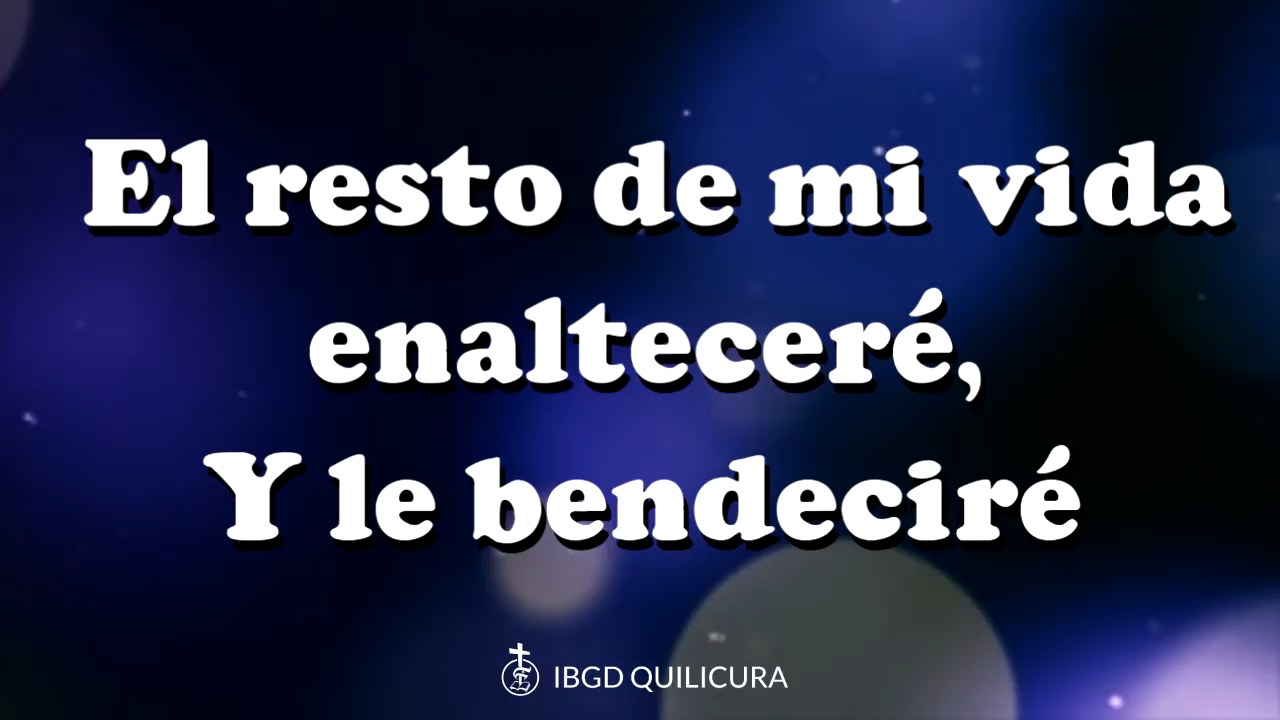 El resto de mi vida
enalteceré,
Y le bendeciré
IBGD QUILICURA